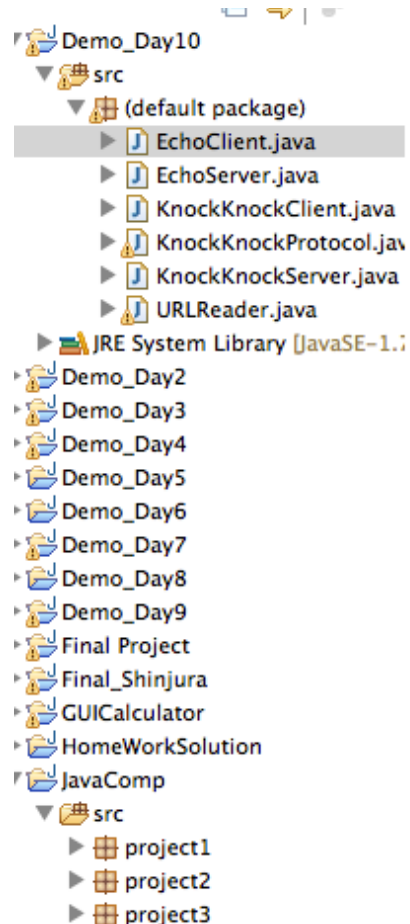 Demo_Day10
src
(default package)
EchoClient.java
EchoServer.java
KnockKnockClient.java
KnockKnockProtocol.jav
KnockKnockServer.java
URLReader.java
JRE System Library [JavaSE-1.7
Demo_Day2
Demo_Day3
Demo_Day4
Demo_Day5
Demo_Day6
Demo_Day7
Demo_Day8
Demo_Day9
Final Project
Final_Shinjura
GUICalculator
HomeWorkSolution
JavaComp
src
project1
project2
project3